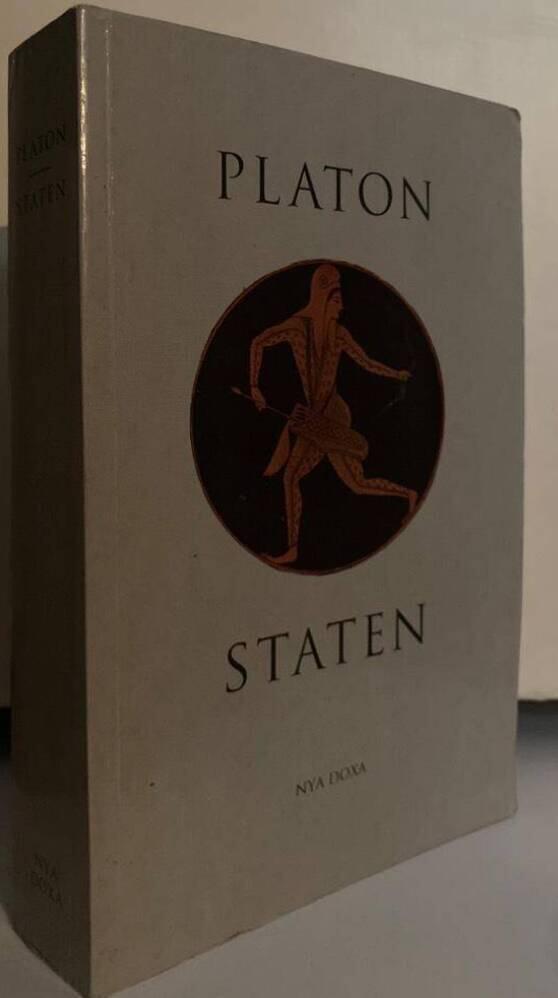 PLATON
STATEN
NYA DOXA
PLATON
STATEN
NYA
DOXA